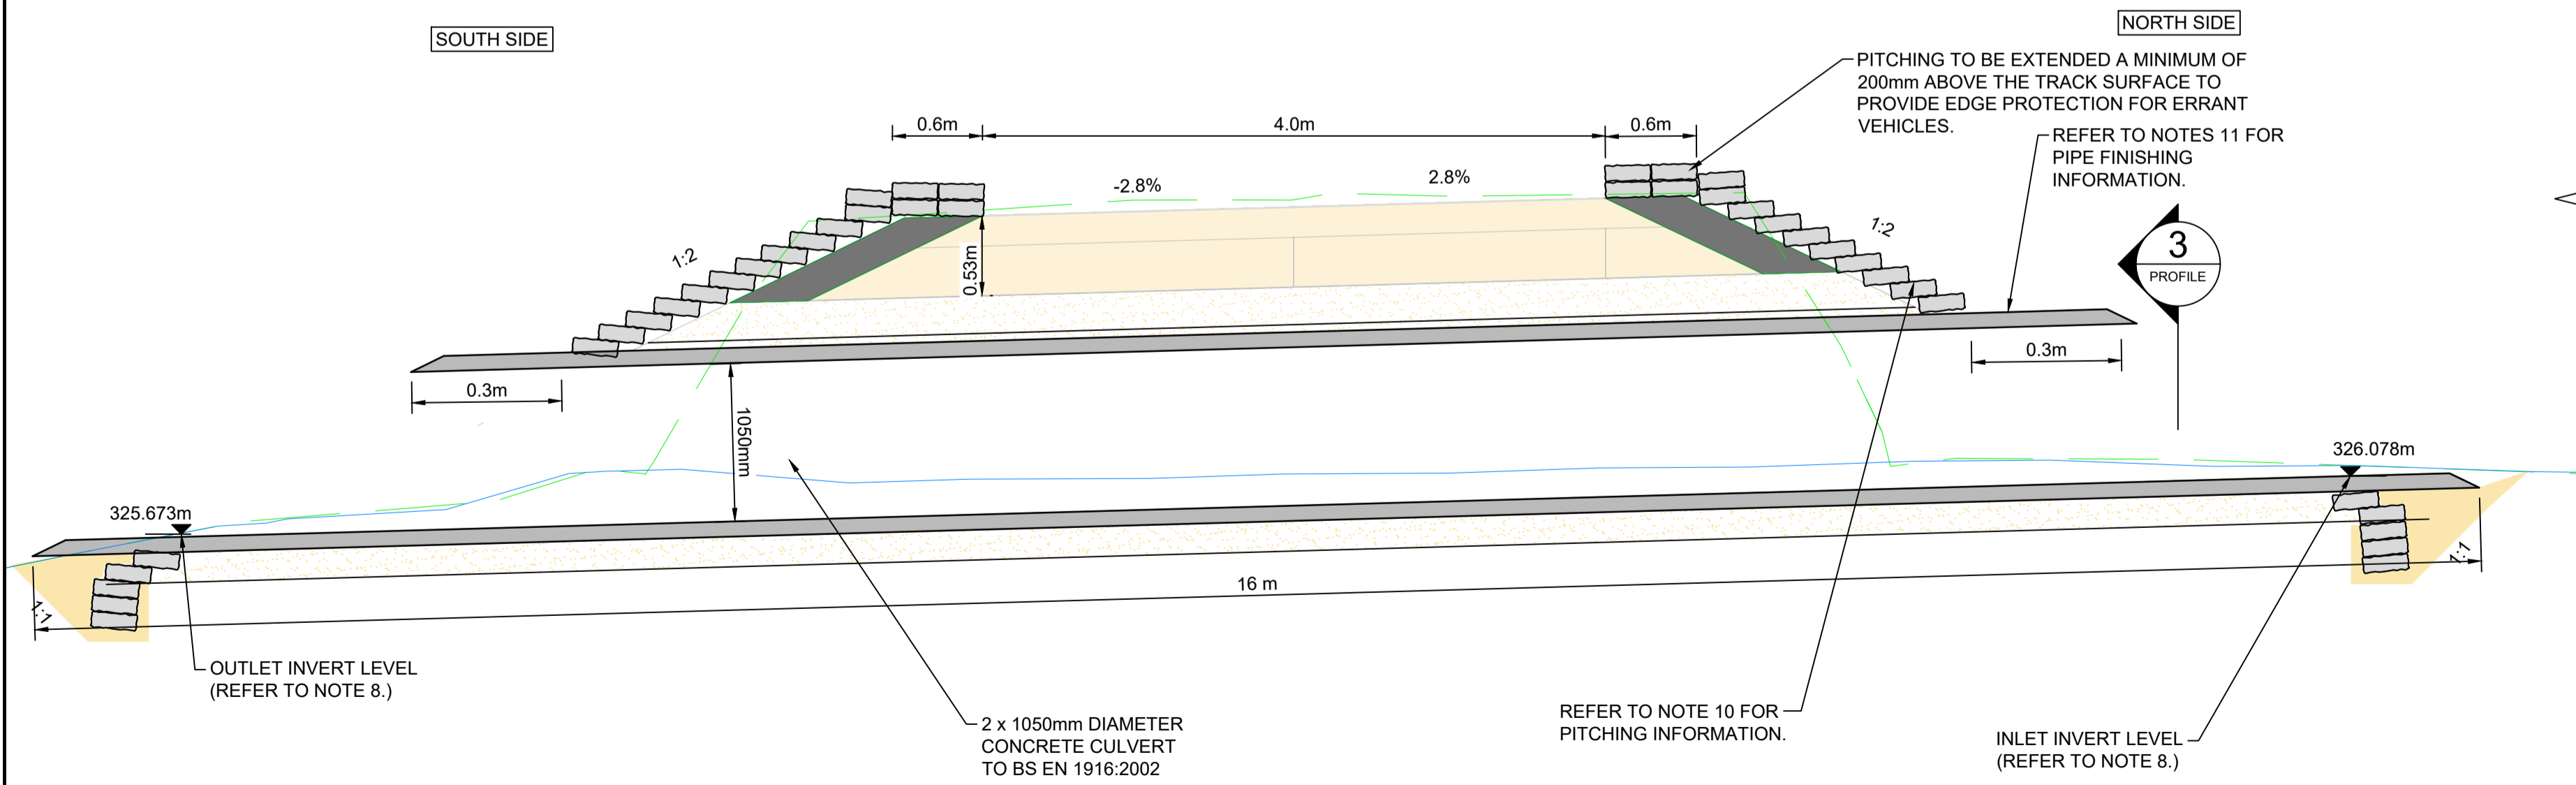 SOUTH SIDE
NORTH SIDE
PITCHING TO BE EXTENDED A MINIMUM OF
200mm ABOVE THE TRACK SURFACE TO
PROVIDE EDGE PROTECTION FOR ERRANT
VEHICLES.
0.6m
4.0m
0.6m
REFER TO NOTES 11 FOR
PIPE FINISHING
INFORMATION.
-2.8%
2.8%
1:2
1:2
0.53m
3
PROFILE
0.3m
0.3m
1050mm
326.078m
325.673m
16 m
1:1
1:1
OUTLET INVERT LEVEL
(REFER TO NOTE 8.)
2 x 1050mm DIAMETER
CONCRETE CULVERT
TO BS EN 1916:2002
REFER TO NOTE 10 FOR
PITCHING INFORMATION.
INLET INVERT LEVEL
(REFER TO NOTE 8.)